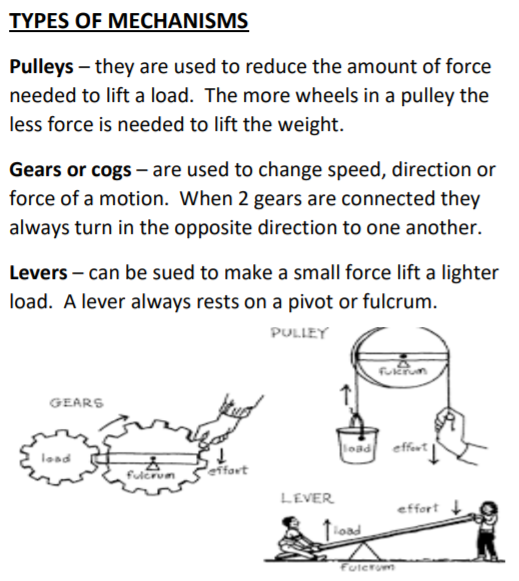 TYPES OF MECHANISMS
Pulleys – they are used to reduce the amount of force
needed to lift a load. The more wheels in a pulley the
less force is needed to lift the weight.
Gears or cogs – are used to change speed, direction or
force of a motion. When 2 gears are connected they
always turn in the opposite direction to one another.
Levers – can be sued to make a small force lift a lighter
load. A lever always rests on a pivot or fulcrum.
PULLEY
fulcrum
GEARS
load
fulcrum
effort
load
effort
LEVER
effort
load
Fulcrum